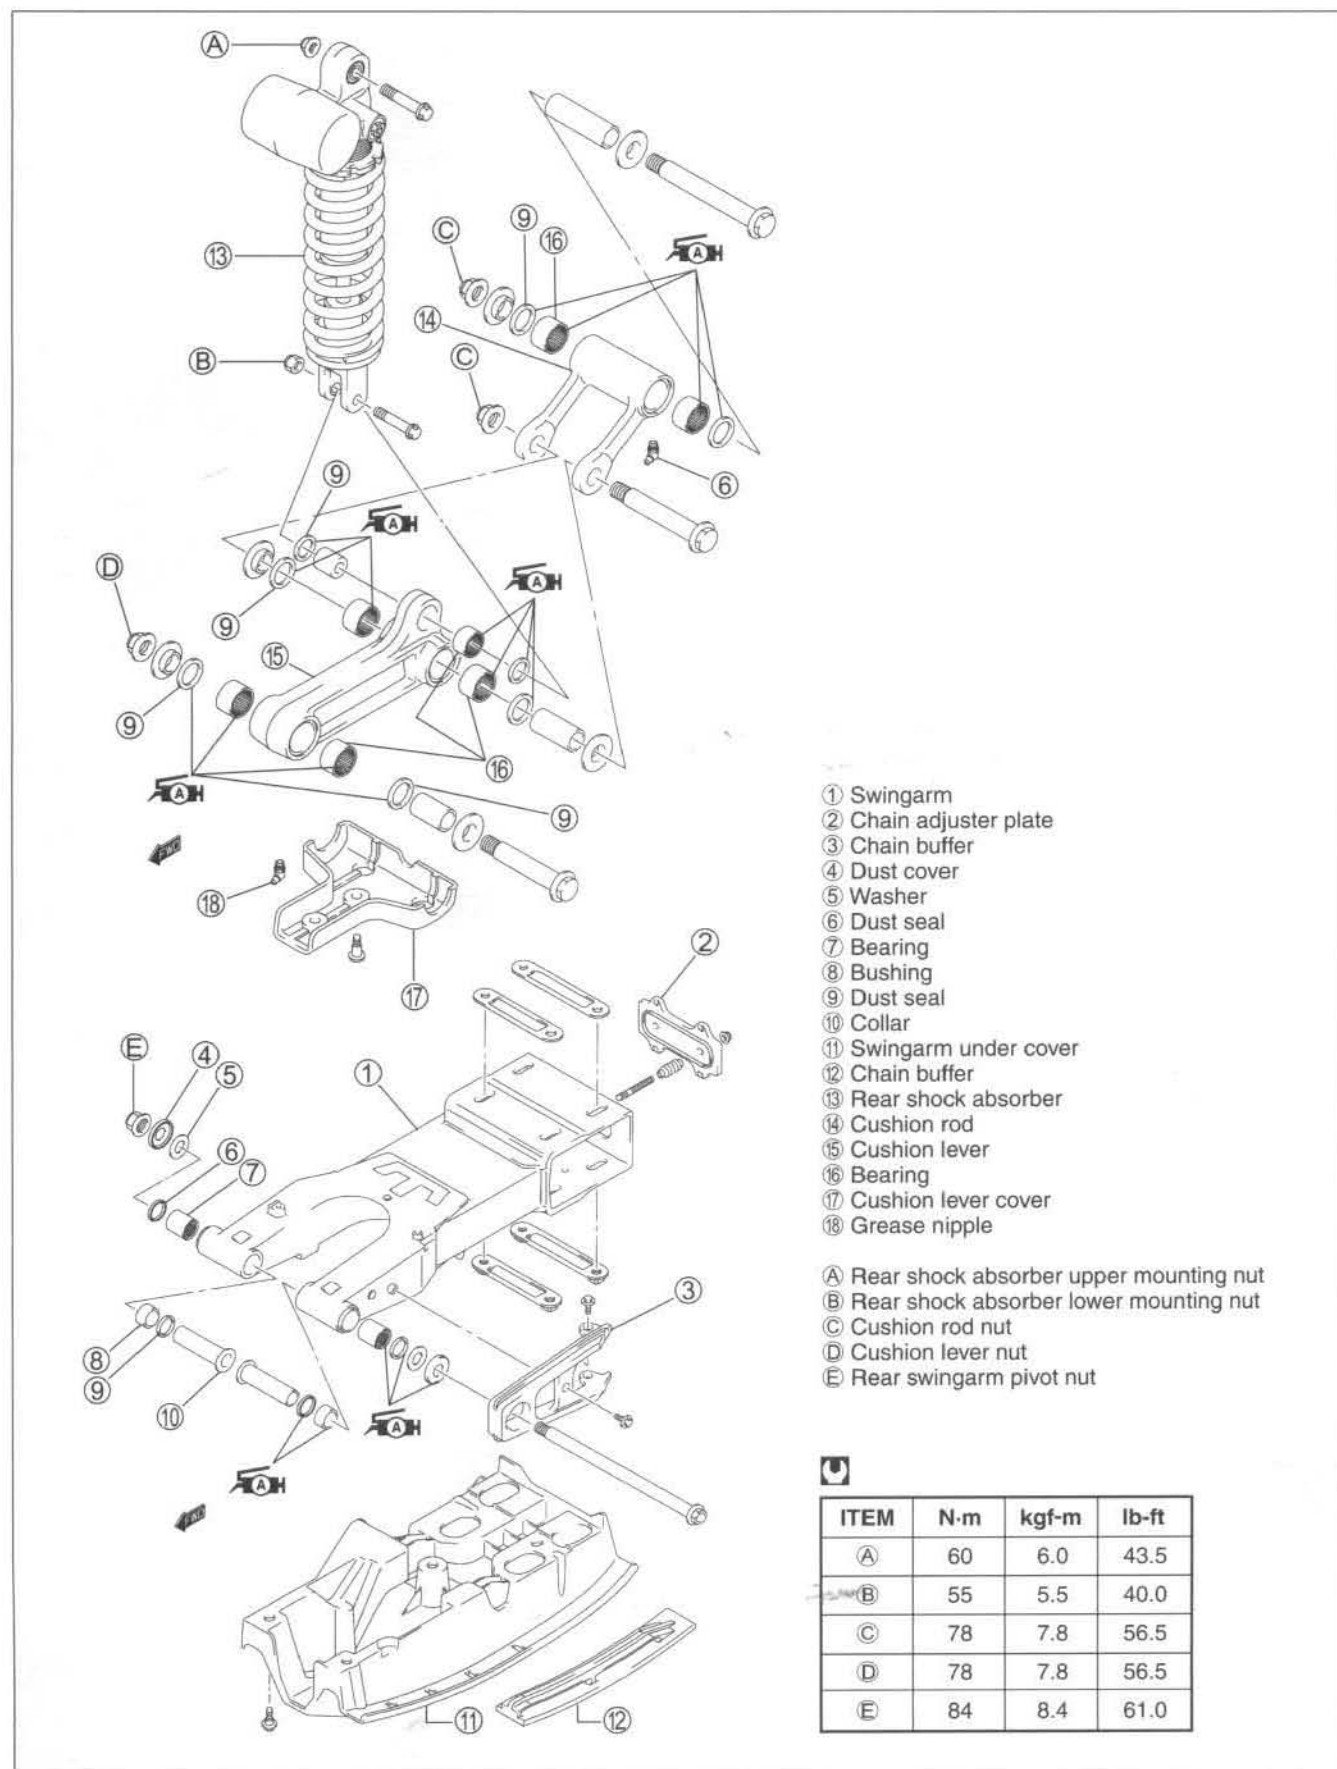 Ⓐ
Ⓒ
⑨
⑯
A
⑬
⑭
Ⓑ
Ⓒ
⑥
⑨
A
Ⓓ
A
⑨
⑮
⑨
⑯
A
⑨
FWD
⑱
⑰
②
Ⓔ
④
⑤
①
⑥
⑦
③
⑧
⑨
⑩
A
A
FWD
⑪
⑫
① Swingarm
② Chain adjuster plate
③ Chain buffer
④ Dust cover
⑤ Washer
⑥ Dust seal
⑦ Bearing
⑧ Bushing
⑨ Dust seal
⑩ Collar
⑪ Swingarm under cover
⑫ Chain buffer
⑬ Rear shock absorber
⑭ Cushion rod
⑮ Cushion lever
⑯ Bearing
⑰ Cushion lever cover
⑱ Grease nipple
Ⓐ Rear shock absorber upper mounting nut
Ⓑ Rear shock absorber lower mounting nut
Ⓒ Cushion rod nut
Ⓓ Cushion lever nut
Ⓔ Rear swingarm pivot nut
ITEM N·m kgf-m lb-ft
Ⓐ 60 6.0 43.5
Ⓑ 55 5.5 40.0
Ⓒ 78 7.8 56.5
Ⓓ 78 7.8 56.5
Ⓔ 84 8.4 61.0